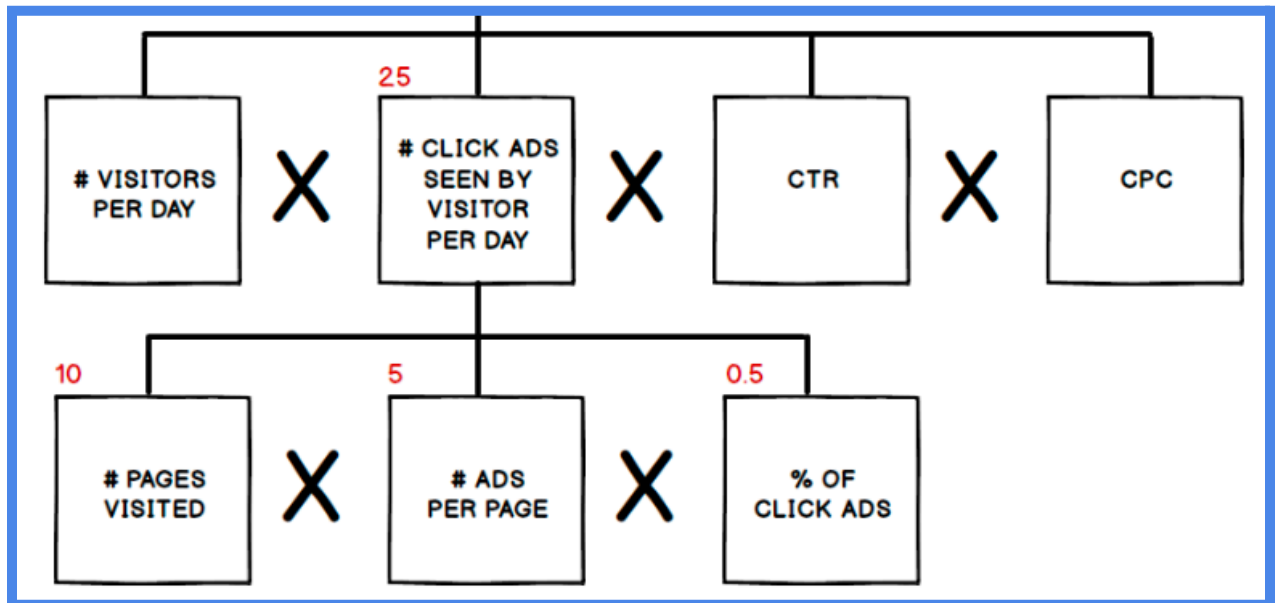 25
# VISITORS
PER DAY
X
# CLICK ADS
SEEN BY
VISITOR
PER DAY
X
CTR
X
CPC
10
5
0.5
# PAGES
VISITED
X
# ADS
PER PAGE
X
% OF
CLICK ADS